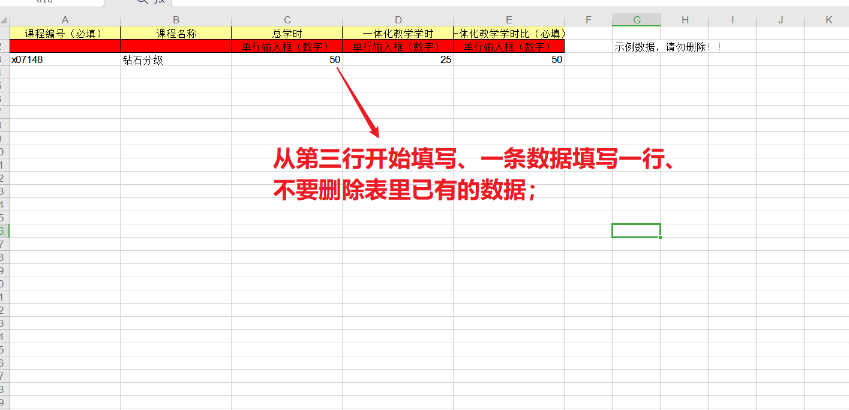 A B C D E F G H I J K
课程编号（必填） 课程名称 总学时 一体化教学学时 一体化教学学时比（必填）
单行输入框（数字） 单行输入框（数字） 单行输入框（数字） 示例数据，请勿删除！！
x07148 钻石分级 50 25 50
从第三行开始填写、一条数据填写一行、
不要删除表里已有的数据；